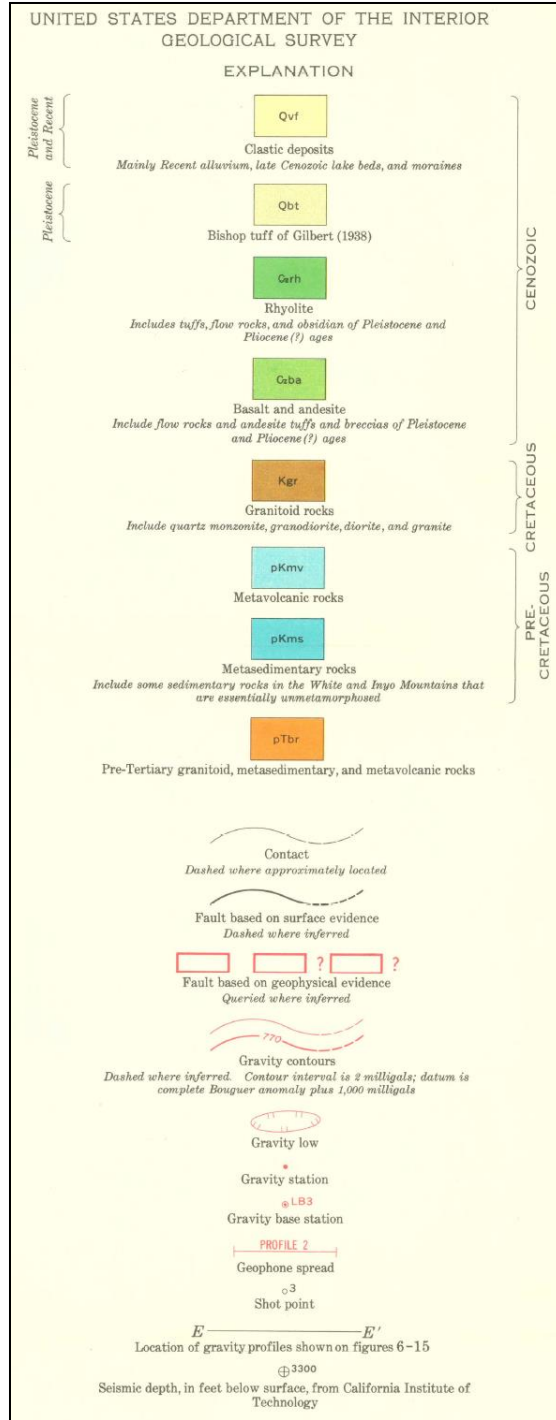 UNITED STATES DEPARTMENT OF THE INTERIOR
GEOLOGICAL SURVEY
EXPLANATION
Pleistocene
and Recent
Qvf
Clastic deposits
Mainly Recent alluvium, late Cenozoic lake beds, and moraines
Pleistocene
Qbt
Bishop tuff of Gilbert (1938)
CENOZOIC
Czrh
Rhyolite
Includes tuffs, flow rocks, and obsidian of Pleistocene and
Pliocene(?) ages
Czba
Basalt and andesite
Include flow rocks and andesite tuffs and breccias of Pleistocene
and Pliocene(?) ages
CRETACEOUS
Kgr
Granitoid rocks
Include quartz monzonite, granodiorite, diorite, and granite
PRE-
CRETACEOUS
pKmv
Metavolcanic rocks
pKms
Metasedimentary rocks
Include some sedimentary rocks in the White and Inyo Mountains that
are essentially unmetamorphosed
pTbr
Pre-Tertiary granitoid, metasedimentary, and metavolcanic rocks
Contact
Dashed where approximately located
Fault based on surface evidence
Dashed where inferred
? ?
Fault based on geophysical evidence
Queried where inferred
770
Gravity contours
Dashed where inferred. Contour interval is 2 milligals; datum is
complete Bouguer anomaly plus 1,000 milligals
Gravity low
Gravity station
LB3
Gravity base station
PROFILE 2
Geophone spread
3
Shot point
E E'
Location of gravity profiles shown on figures 6-15
3300
Seismic depth, in feet below surface, from California Institute of
Technology